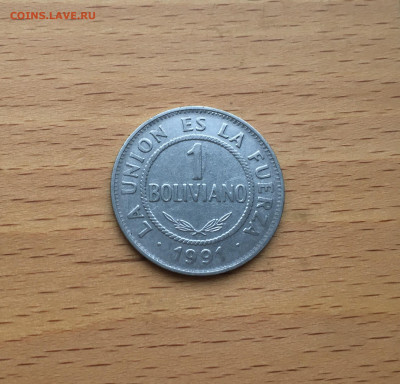 COINS.LAVE.RU
LA UNION ES LA FUERZA
1
BOLIVIANO
· 1991 ·